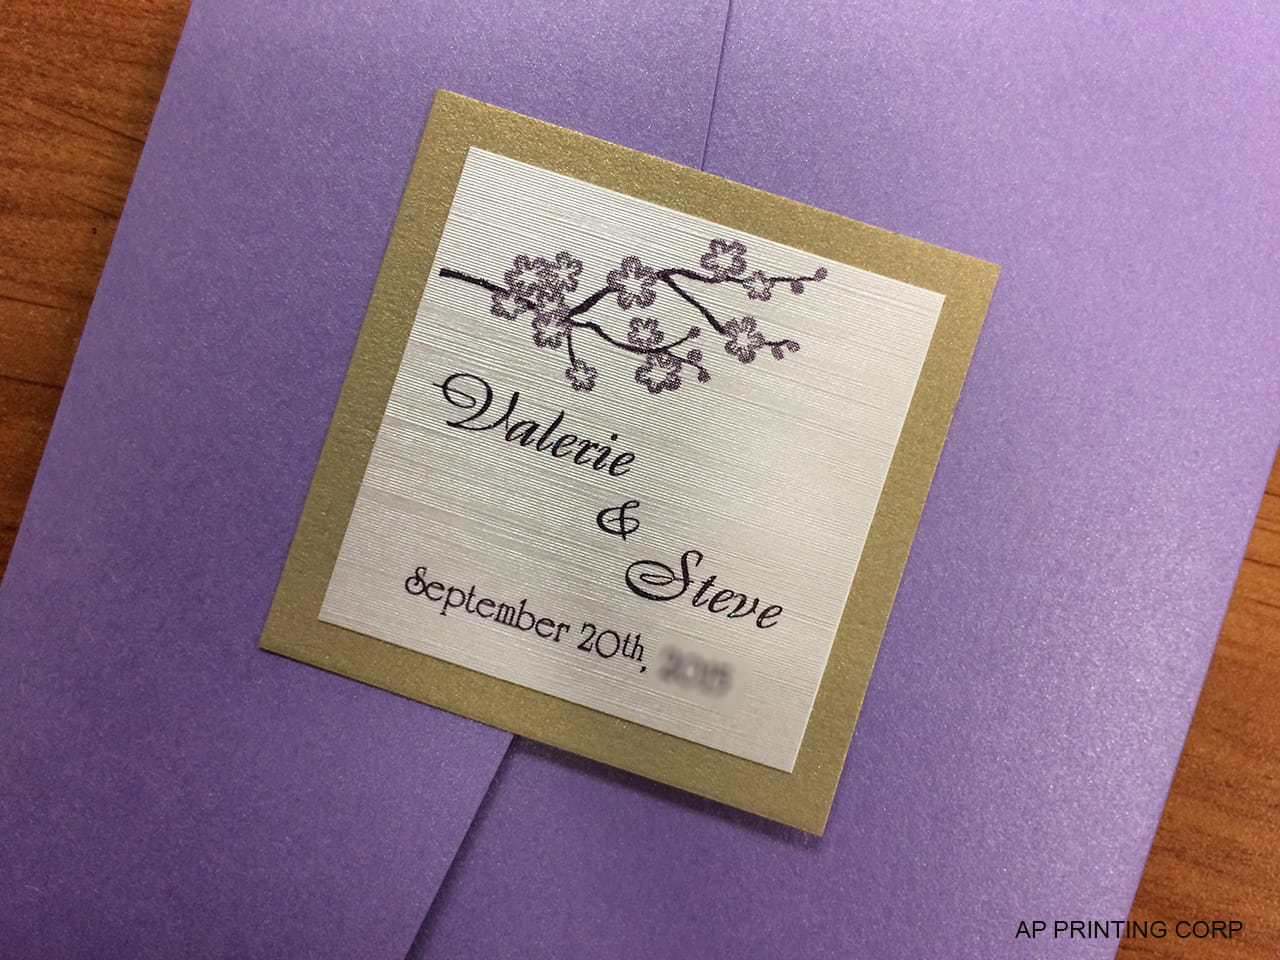 Valerie
&
Steve
September 20th,
AP PRINTING CORP